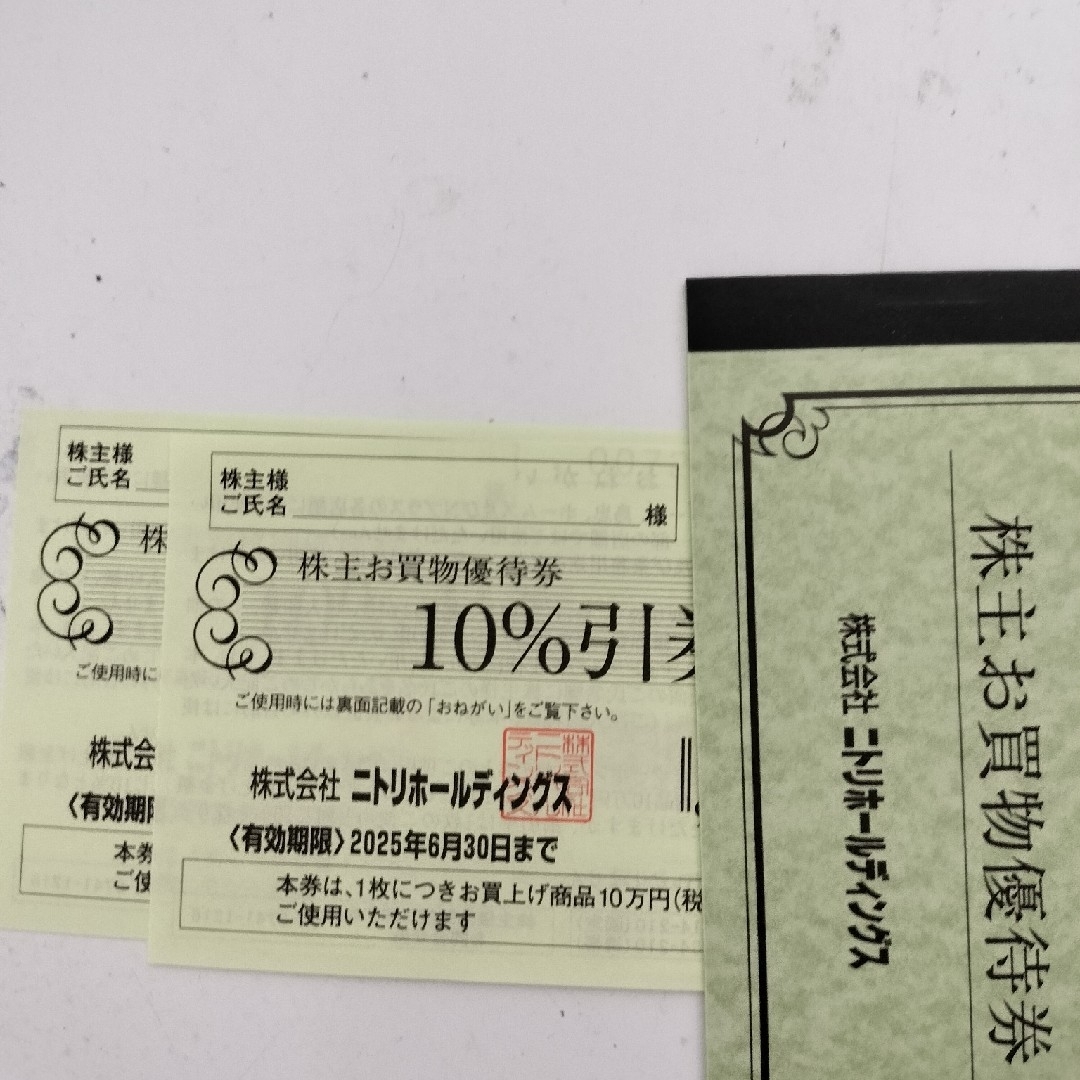 株主様
ご氏名
株
ご使用時に
株式会
〈有効期限
本券
ご使
株主様
ご氏名 様
株主お買物優待券
10%引券
ご使用時には裏面記載の「おねがい」をご覧下さい。
株式会社 ニトリホールディングス
〈有効期限〉2025年6月30日まで
本券は、1枚につきお買上げ商品10万円(税
ご使用いただけます
株主お買物優待券
株式会社 ニトリホールディングス